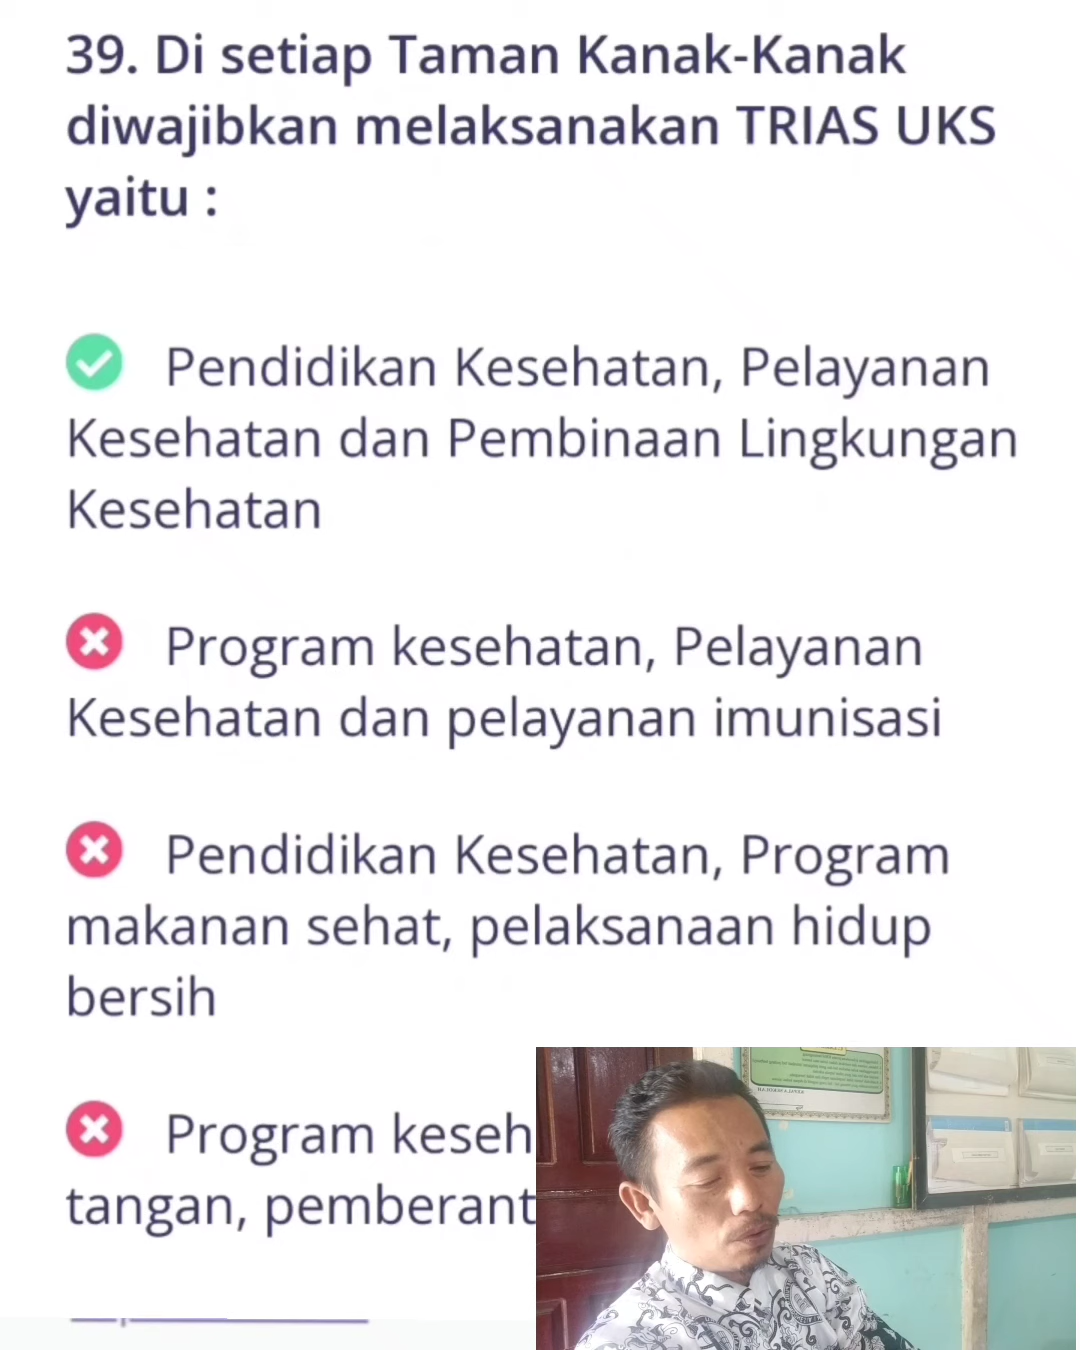 39. Di setiap Taman Kanak-Kanak
diwajibkan melaksanakan TRIAS UKS
yaitu :
Pendidikan Kesehatan, Pelayanan
Kesehatan dan Pembinaan Lingkungan
Kesehatan
Program kesehatan, Pelayanan
Kesehatan dan pelayanan imunisasi
Pendidikan Kesehatan, Program
makanan sehat, pelaksanaan hidup
bersih
Program keseh
tangan, pemberant